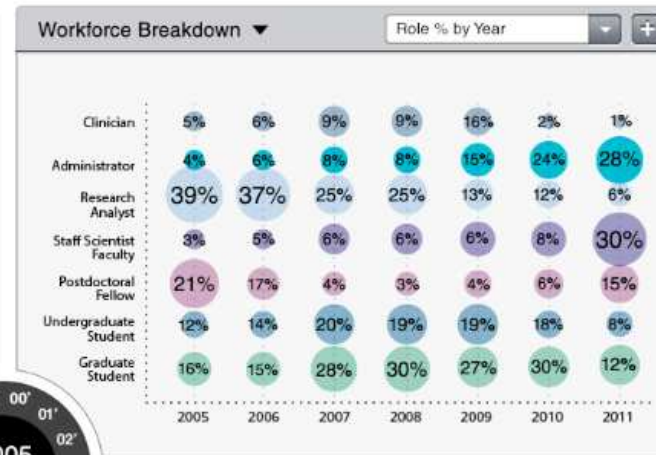 Workforce Breakdown ▼
Role % by Year
+
Clinician 5% 6% 9% 9% 16% 2% 1%
Administrator 4% 6% 8% 8% 15% 24% 28%
Research
Analyst 39% 37% 25% 25% 13% 12% 6%
Staff Scientist
Faculty 3% 5% 6% 6% 6% 8% 30%
Postdoctoral
Fellow 21% 17% 4% 3% 4% 6% 15%
Undergraduate
Student 12% 14% 20% 19% 19% 18% 8%
Graduate
Student 16% 15% 28% 30% 27% 30% 12%
2005 2006 2007 2008 2009 2010 2011
00'
01'
02'